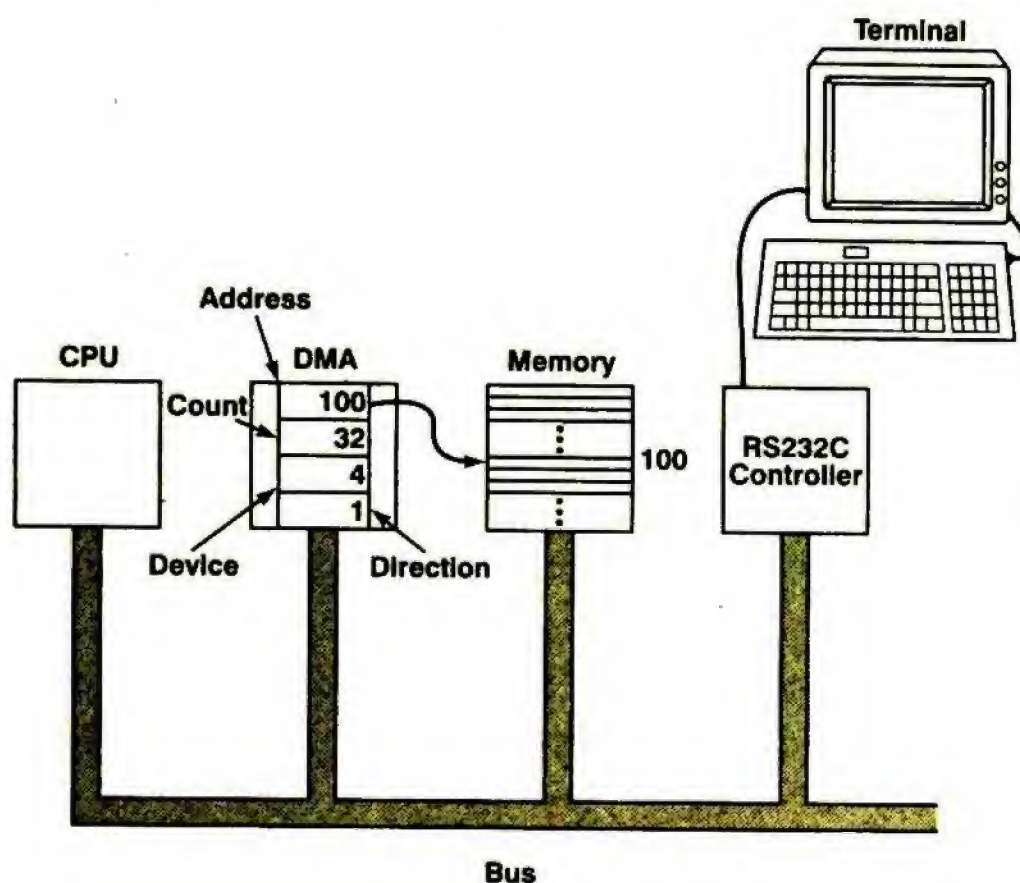 Terminal
Address
CPU
DMA
Memory
Count
100
32
4
1
100
RS232C
Controller
Device
Direction
Bus